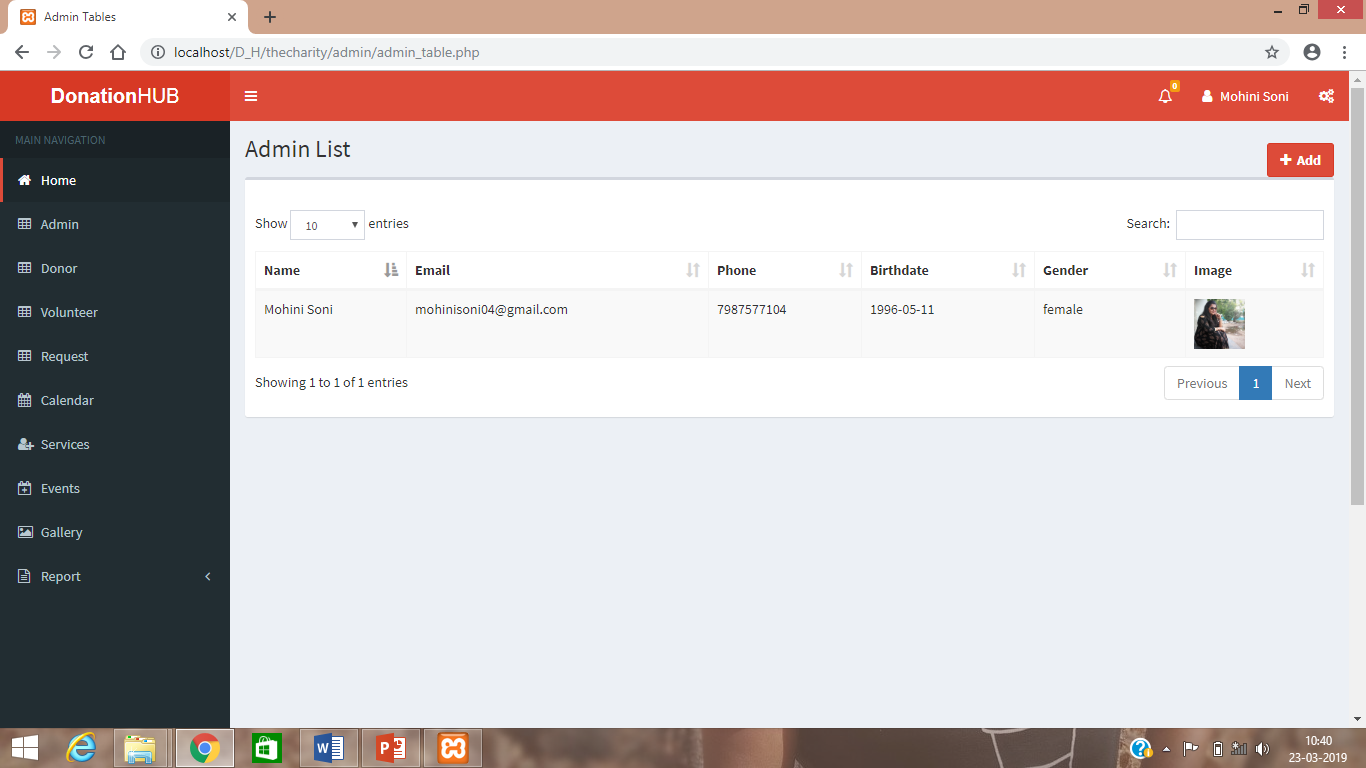 Admin Tables
localhost/D_H/thecharity/admin/admin_table.php
DonationHUB
0
Mohini Soni
MAIN NAVIGATION
Home
Admin
Donor
Volunteer
Request
Calendar
Services
Events
Gallery
Report
Admin List
Add
Show 10 entries
Search:
Name Email Phone Birthdate Gender Image
Mohini Soni mohinisoni04@gmail.com 7987577104 1996-05-11 female
Showing 1 to 1 of 1 entries
Previous 1 Next
10:40
23-03-2019